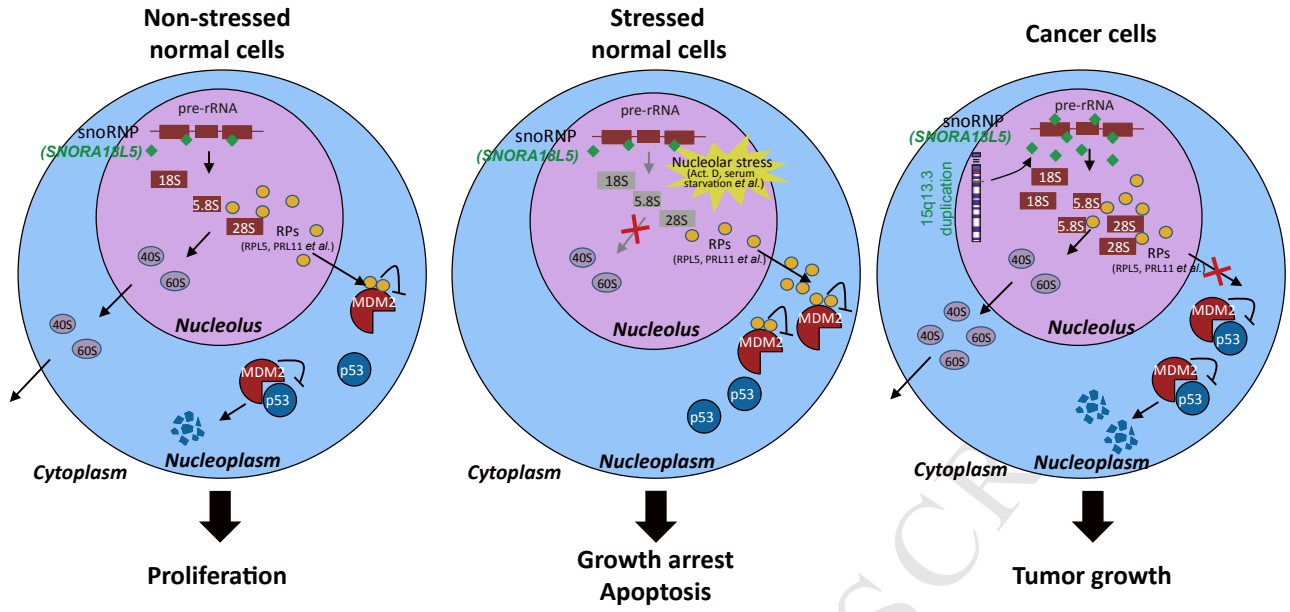 Non-stressed
normal cells
pre-rRNA
snoRNP
(SNORA18L5)
18S
5.8S
28S
RPs
(RPL5, PRL11 et al.)
40S
60S
MDM2
Nucleolus
40S
60S
MDM2
p53
p53
Nucleoplasm
Cytoplasm
Proliferation
Stressed
normal cells
pre-rRNA
snoRNP
(SNORA18L5)
Nucleolar stress
(Act. D, serum
starvation et al.)
18S
5.8S
28S
RPs
(RPL5, PRL11 et al.)
40S
60S
MDM2
MDM2
Nucleolus
p53
p53
Nucleoplasm
Cytoplasm
Growth arrest
Apoptosis
Cancer cells
pre-rRNA
snoRNP
(SNORA18L5)
15q13.3
duplication
18S
18S
5.8S
5.8S
28S
28S
RPs
(RPL5, PRL11 et al.)
40S
60S
MDM2
p53
Nucleolus
40S
40S
60S
60S
MDM2
p53
Nucleoplasm
Cytoplasm
Tumor growth
SCR